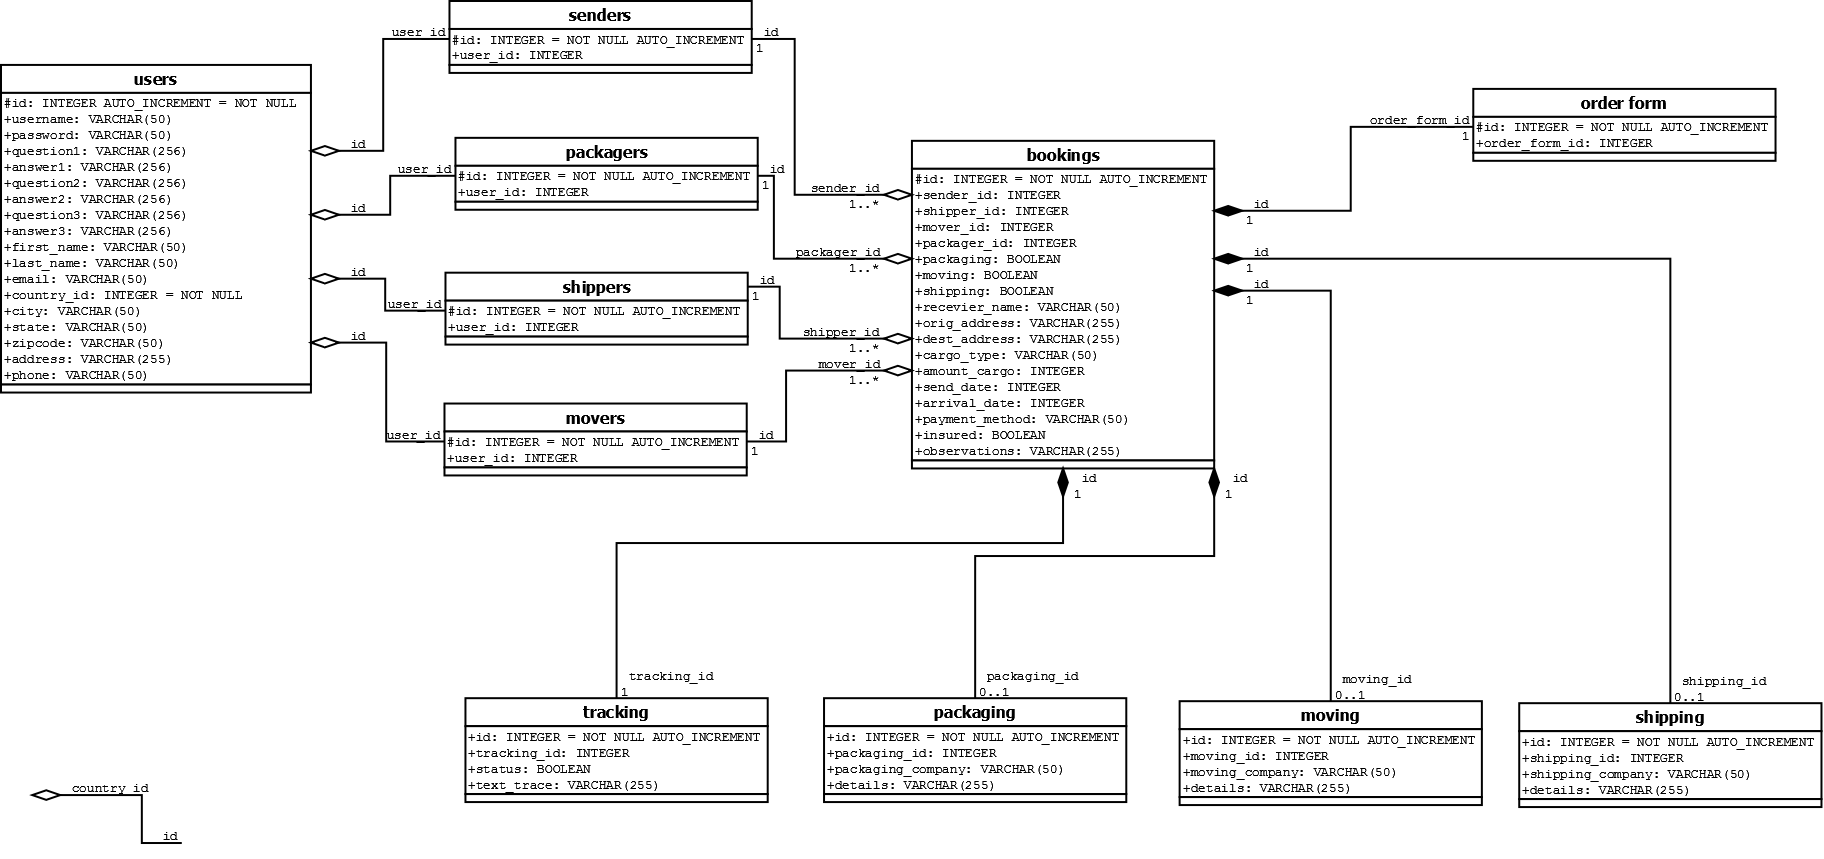 senders
#id: INTEGER = NOT NULL AUTO_INCREMENT
+user_id: INTEGER
user_id
id
1
users
#id: INTEGER AUTO_INCREMENT = NOT NULL
+username: VARCHAR(50)
+password: VARCHAR(50)
+question1: VARCHAR(256)
+answer1: VARCHAR(256)
+question2: VARCHAR(256)
+answer2: VARCHAR(256)
+question3: VARCHAR(256)
+answer3: VARCHAR(256)
+first_name: VARCHAR(50)
+last_name: VARCHAR(50)
+email: VARCHAR(50)
+country_id: INTEGER = NOT NULL
+city: VARCHAR(50)
+state: VARCHAR(50)
+zipcode: VARCHAR(50)
+address: VARCHAR(255)
+phone: VARCHAR(50)
id
id
id
id
user_id
packagers
#id: INTEGER = NOT NULL AUTO_INCREMENT
+user_id: INTEGER
id
1
user_id
shippers
#id: INTEGER = NOT NULL AUTO_INCREMENT
+user_id: INTEGER
id
1
user_id
movers
#id: INTEGER = NOT NULL AUTO_INCREMENT
+user_id: INTEGER
id
1
sender_id
1..*
packager_id
1..*
shipper_id
1..*
mover_id
1..*
bookings
#id: INTEGER = NOT NULL AUTO_INCREMENT
+sender_id: INTEGER
+shipper_id: INTEGER
+mover_id: INTEGER
+packager_id: INTEGER
+packaging: BOOLEAN
+moving: BOOLEAN
+shipping: BOOLEAN
+recevier_name: VARCHAR(50)
+orig_address: VARCHAR(255)
+dest_address: VARCHAR(255)
+cargo_type: VARCHAR(50)
+amount_cargo: INTEGER
+send_date: INTEGER
+arrival_date: INTEGER
+payment_method: VARCHAR(50)
+insured: BOOLEAN
+observations: VARCHAR(255)
id
1
id
1
id
1
id
1
id
1
order_form_id
1
order form
#id: INTEGER = NOT NULL AUTO_INCREMENT
+order_form_id: INTEGER
tracking_id
1
tracking
+id: INTEGER = NOT NULL AUTO_INCREMENT
+tracking_id: INTEGER
+status: BOOLEAN
+text_trace: VARCHAR(255)
packaging_id
0..1
packaging
+id: INTEGER = NOT NULL AUTO_INCREMENT
+packaging_id: INTEGER
+packaging_company: VARCHAR(50)
+details: VARCHAR(255)
moving_id
0..1
moving
+id: INTEGER = NOT NULL AUTO_INCREMENT
+moving_id: INTEGER
+moving_company: VARCHAR(50)
+details: VARCHAR(255)
shipping_id
0..1
shipping
+id: INTEGER = NOT NULL AUTO_INCREMENT
+shipping_id: INTEGER
+shipping_company: VARCHAR(50)
+details: VARCHAR(255)
country_id
id